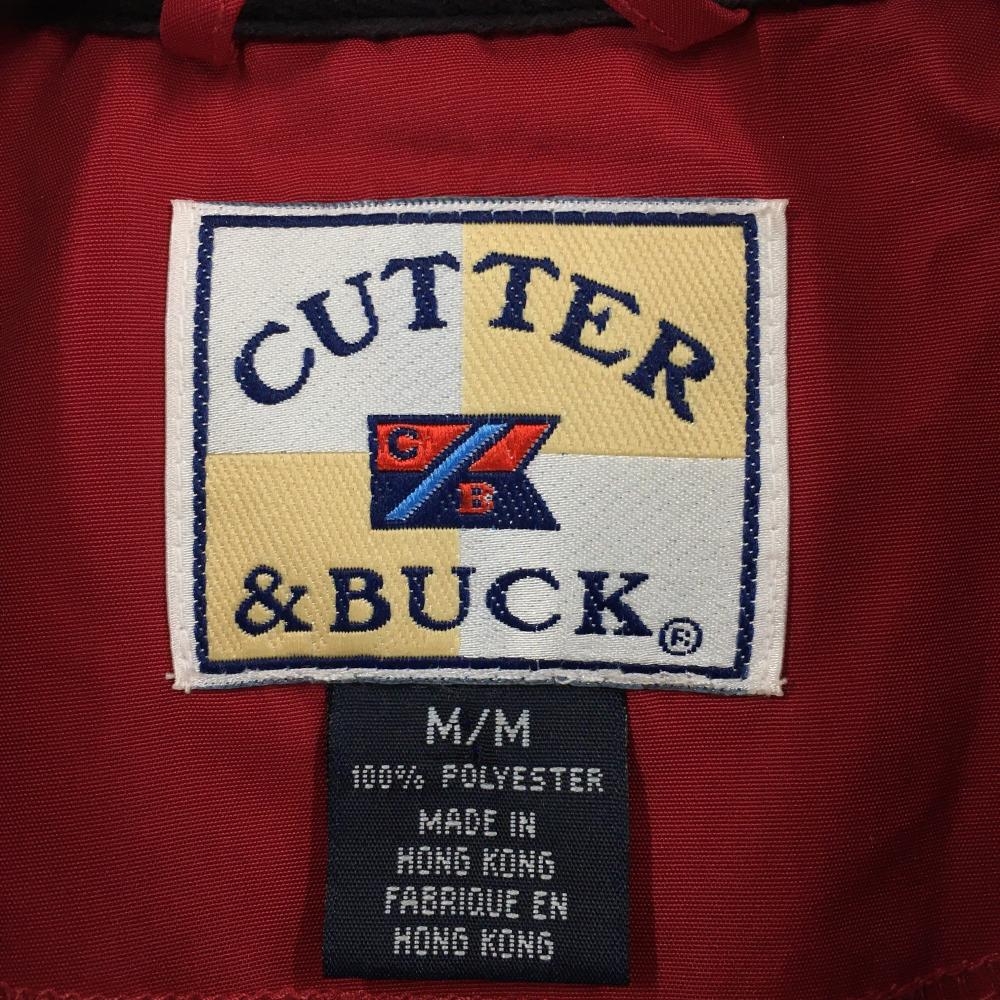 CUTTER
C
B
& BUCK®
M/M
100% POLYESTER
MADE IN
HONG KONG
FABRIQUE EN
HONG KONG